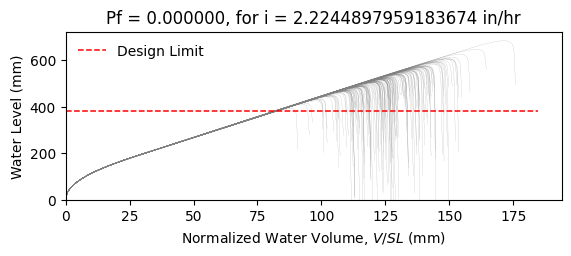 Pf = 0.000000, for i = 2.2244897959183674 in/hr
Design Limit
Water Level (mm)
600
400
200
0
0 25 50 75 100 125 150 175
Normalized Water Volume, V/SL (mm)